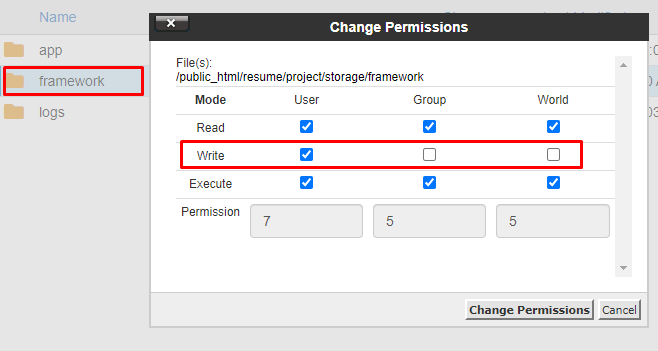 Name
app
framework
logs
Change Permissions
File(s):
/public_html/resume/project/storage/framework
Mode User Group World
Read
Write
Execute
Permission 7 5 5
Change Permissions Cancel